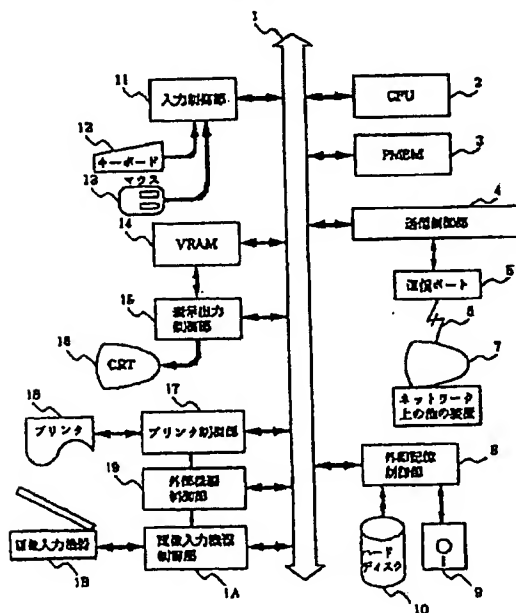 1
11
入力制御部
2
CPU
12
キーボード
3
PMEM
マウス
13
4
通信制御部
14
VRAM
5
通信ポート
15
表示出力
制御部
6
16
CRT
7
ネットワーク
上の他の装置
17
18
プリンタ
プリンタ制御部
8
外部記憶
制御部
19
外部機器
制御部
画像入力機器
1B
画像入力機器
制御部
1A
ハード
ディスク
10
9